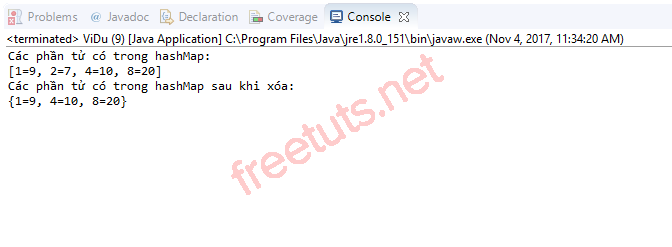 Problems @ Javadoc Declaration Coverage Console
<terminated> ViDu (9) [Java Application] C:\Program Files\Java\jre1.8.0_151\bin\javaw.exe (Nov 4, 2017, 11:34:20 AM)
Các phần tử có trong hashMap:
[1=9, 2=7, 4=10, 8=20]
Các phần tử có trong hashMap sau khi xóa:
{1=9, 4=10, 8=20}
freetuts.net